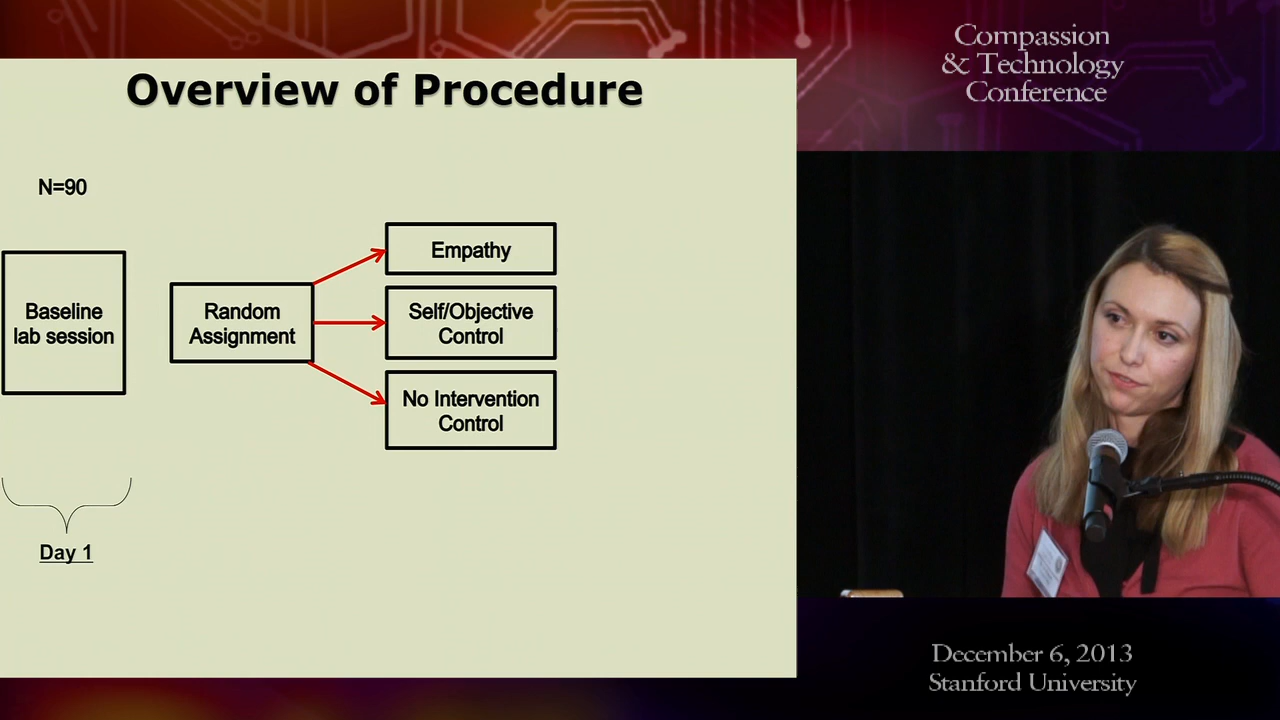 Overview of Procedure
N=90
Baseline
lab session
Random
Assignment
Empathy
Self/Objective
Control
No Intervention
Control
Day 1
Compassion
& Technology
Conference
December 6, 2013
Stanford University